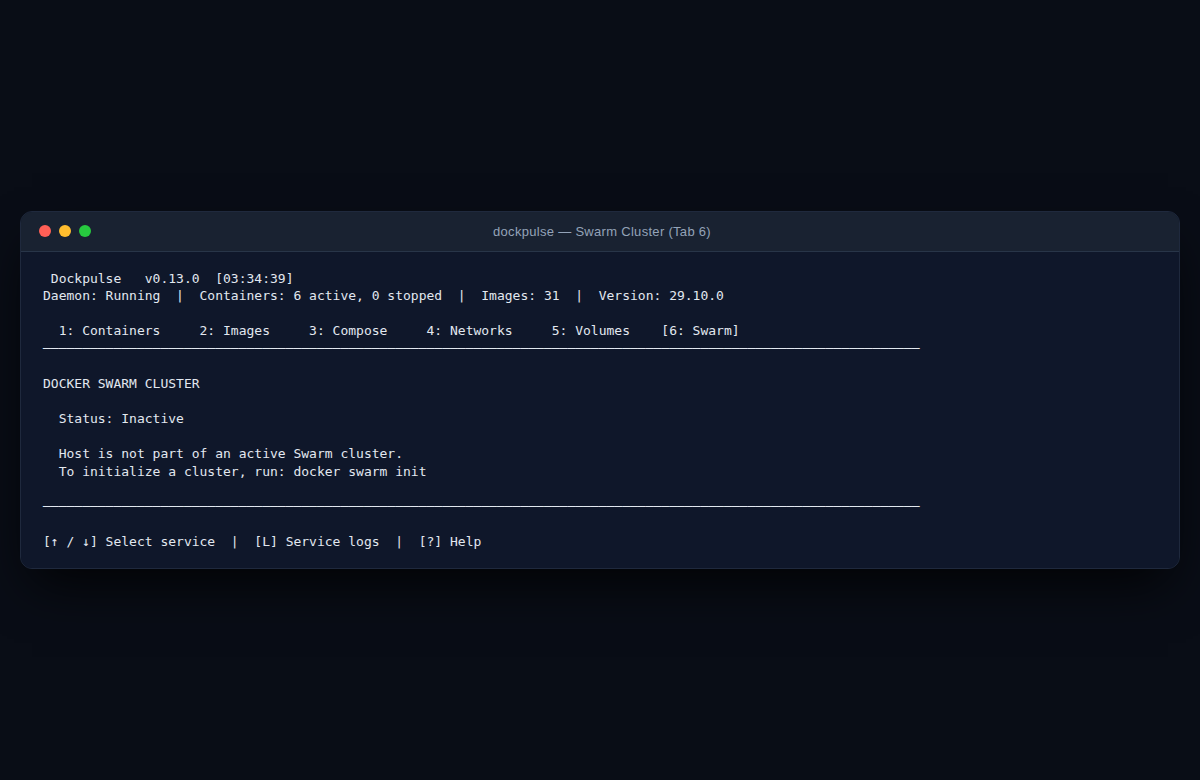 dockpulse — Swarm Cluster (Tab 6)
Dockpulse   v0.13.0  [03:34:39]
Daemon: Running  |  Containers: 6 active, 0 stopped  |  Images: 31  |  Version: 29.10.0
1: Containers     2: Images     3: Compose     4: Networks     5: Volumes    [6: Swarm]
DOCKER SWARM CLUSTER
Status: Inactive
Host is not part of an active Swarm cluster.
To initialize a cluster, run: docker swarm init
[↑ / ↓] Select service  |  [L] Service logs  |  [?] Help